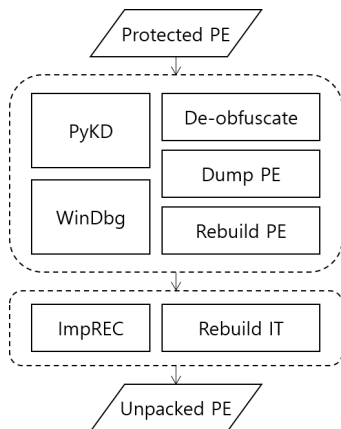 Protected PE
PyKD
De-obfuscate
Dump PE
WinDbg
Rebuild PE
ImpREC
Rebuild IT
Unpacked PE